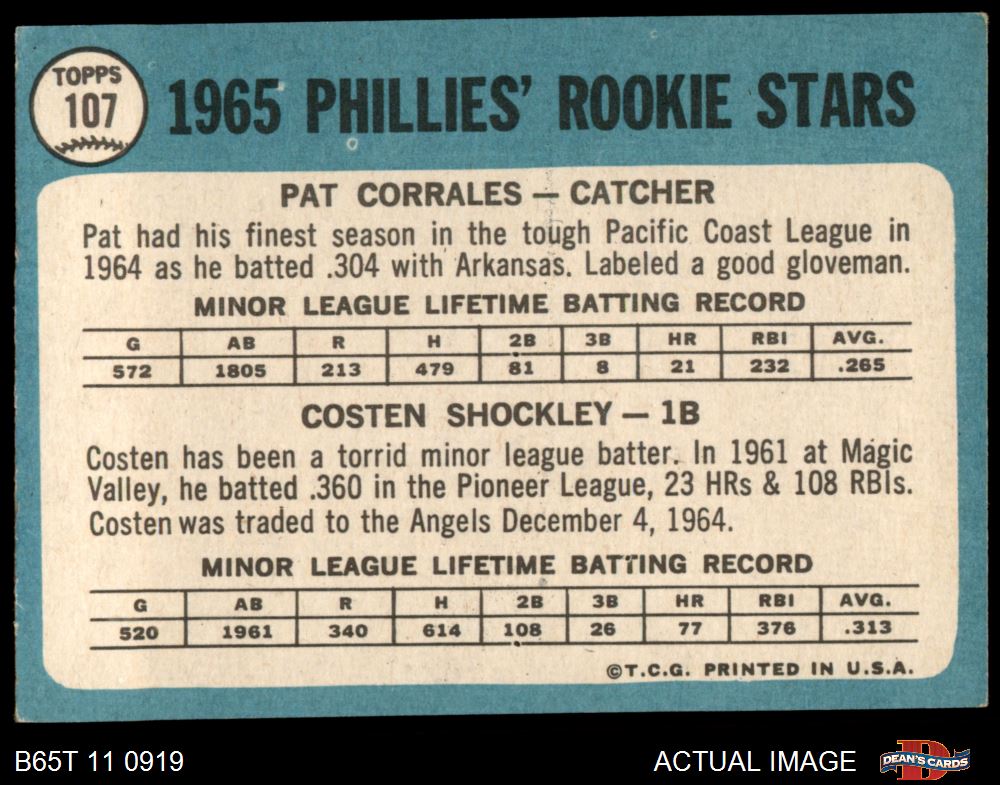 TOPPS
107
1965 PHILLIES' ROOKIE STARS
PAT CORRALES — CATCHER
Pat had his finest season in the tough Pacific Coast League in
1964 as he batted .304 with Arkansas. Labeled a good gloveman.
MINOR LEAGUE LIFETIME BATTING RECORD
G AB R H 2B 3B HR RBI AVG.
572 1805 213 479 81 8 21 232 .265
COSTEN SHOCKLEY — 1B
Costen has been a torrid minor league batter. In 1961 at Magic
Valley, he batted .360 in the Pioneer League, 23 HRs & 108 RBIs.
Costen was traded to the Angels December 4, 1964.
MINOR LEAGUE LIFETIME BATTING RECORD
G AB R H 2B 3B HR RBI AVG.
520 1961 340 614 108 26 77 376 .313
©T.C.G. PRINTED IN U.S.A.
B65T 11 0919
ACTUAL IMAGE
D
DEAN'S CARDS